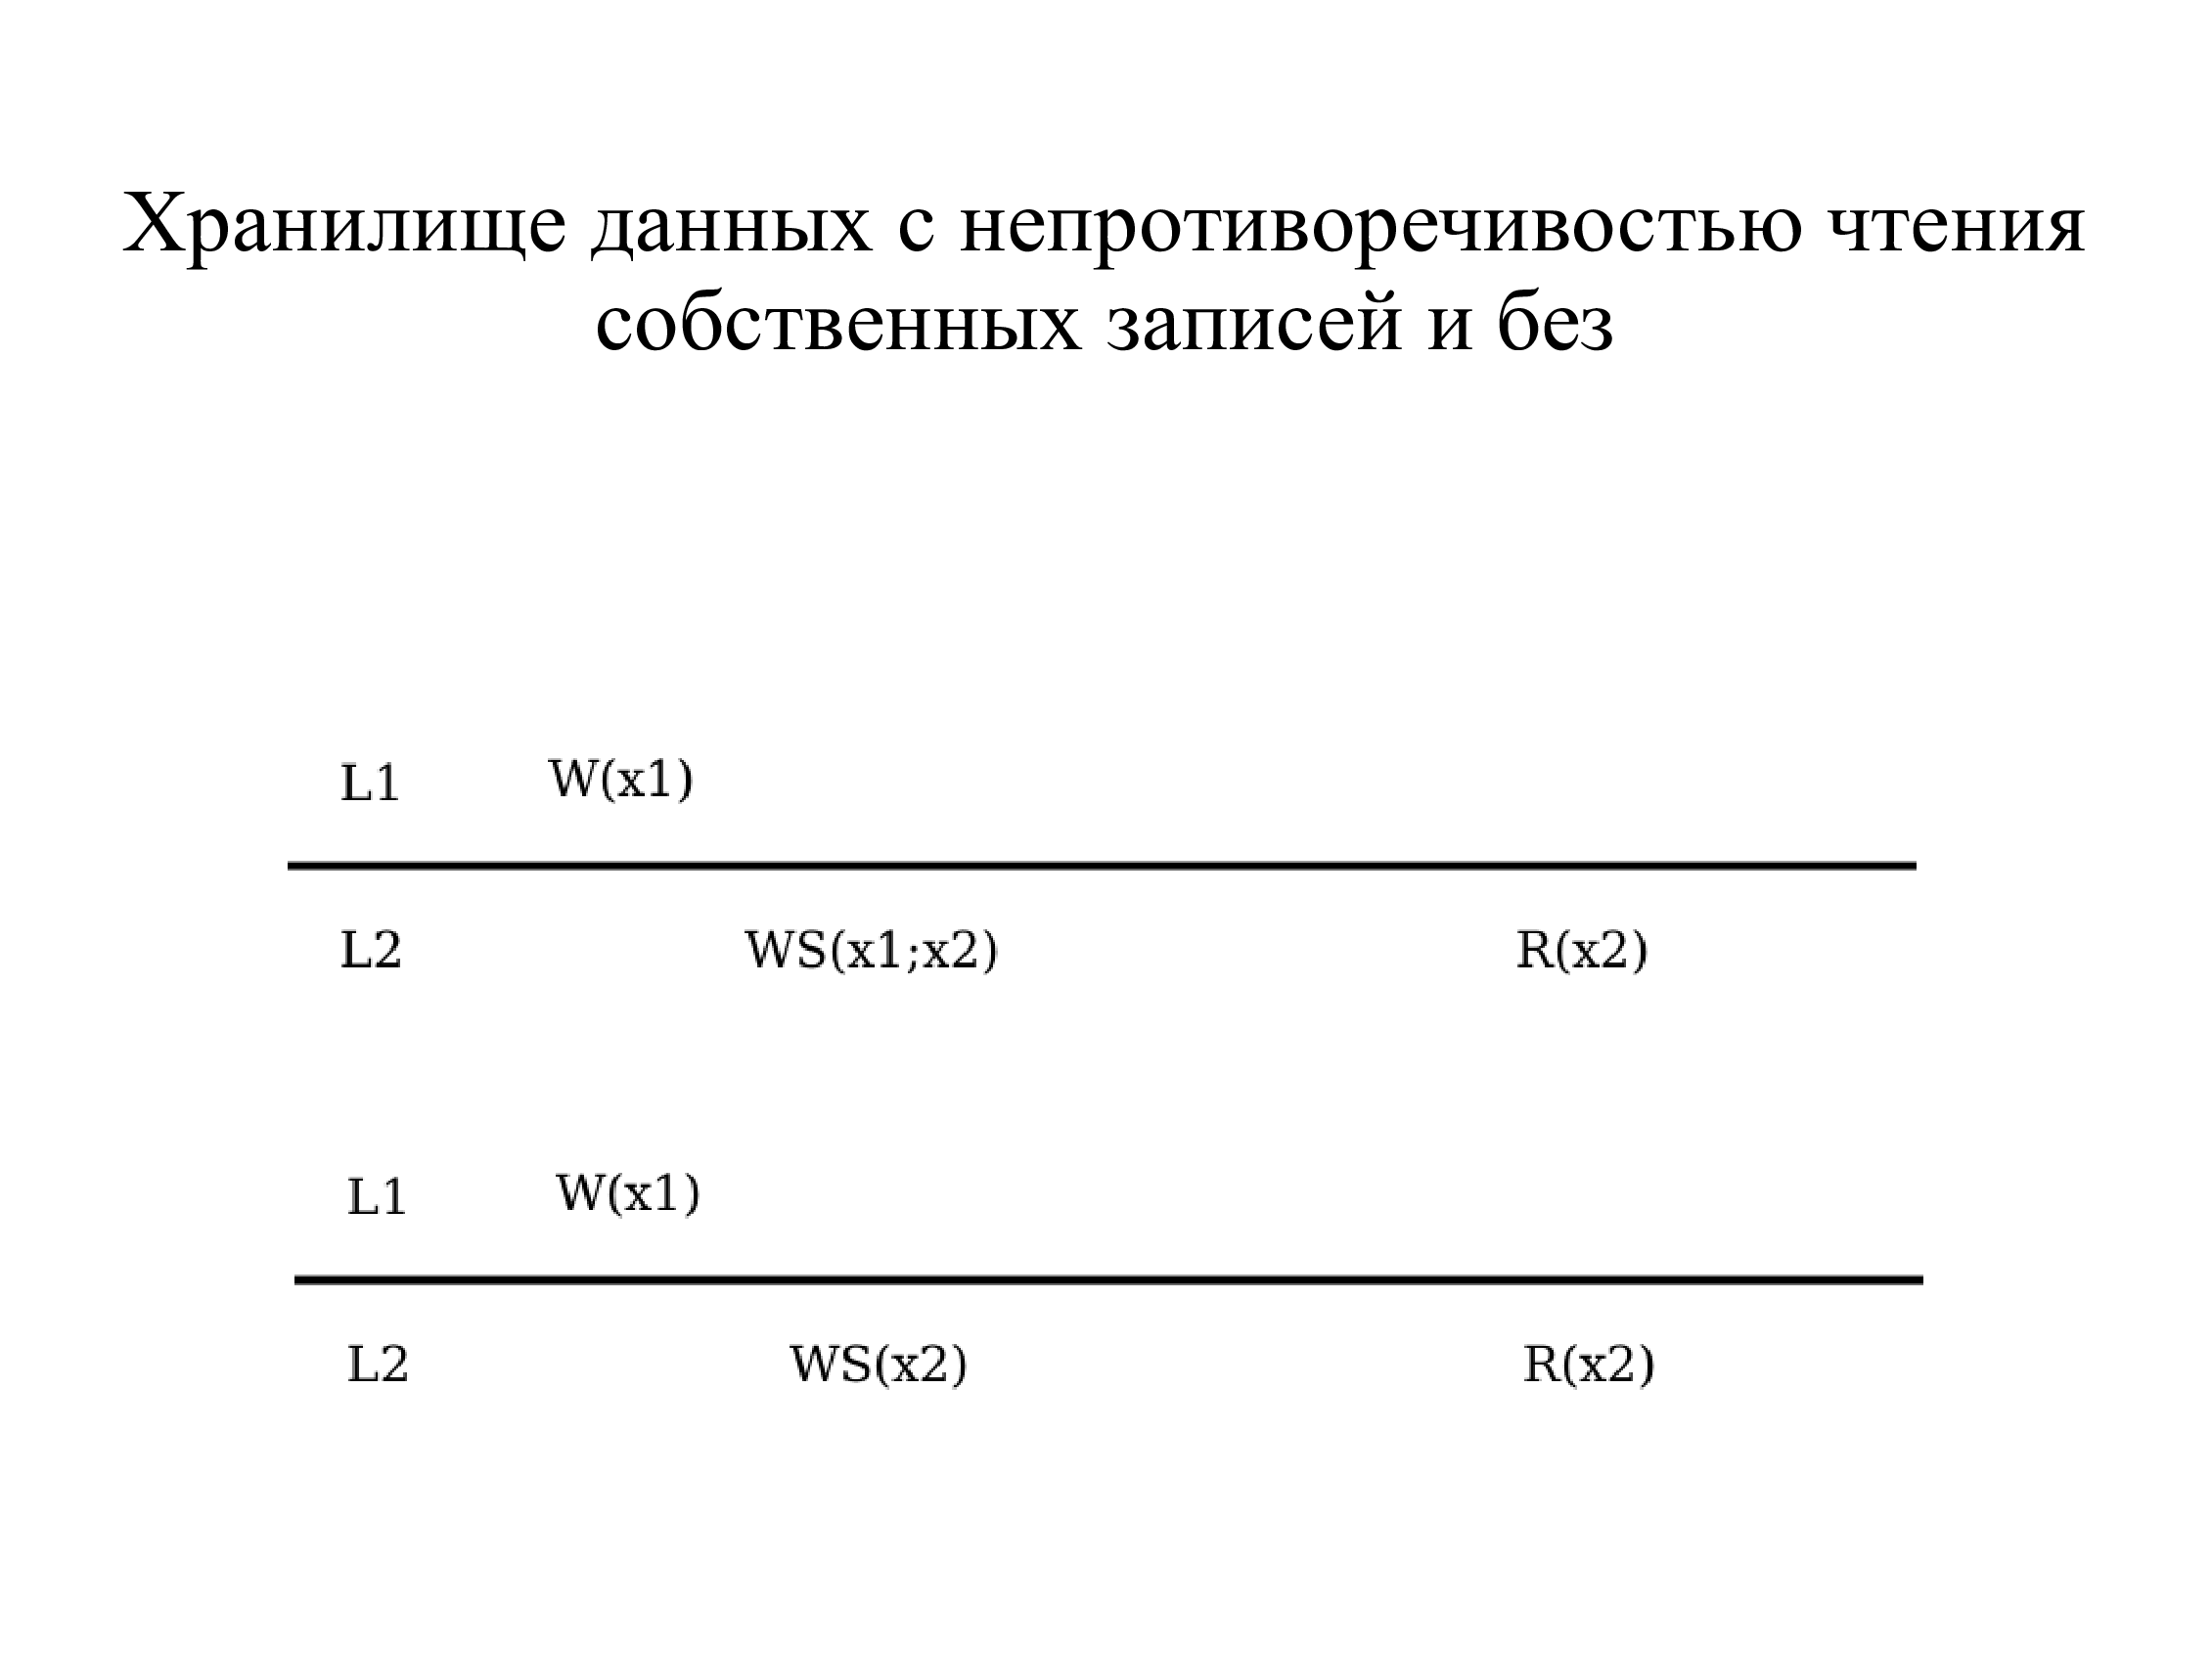 Хранилище данных с непротиворечивостью чтения
собственных записей и без
L1 W(x1)
L2 WS(x1;x2) R(x2)
L1 W(x1)
L2 WS(x2) R(x2)